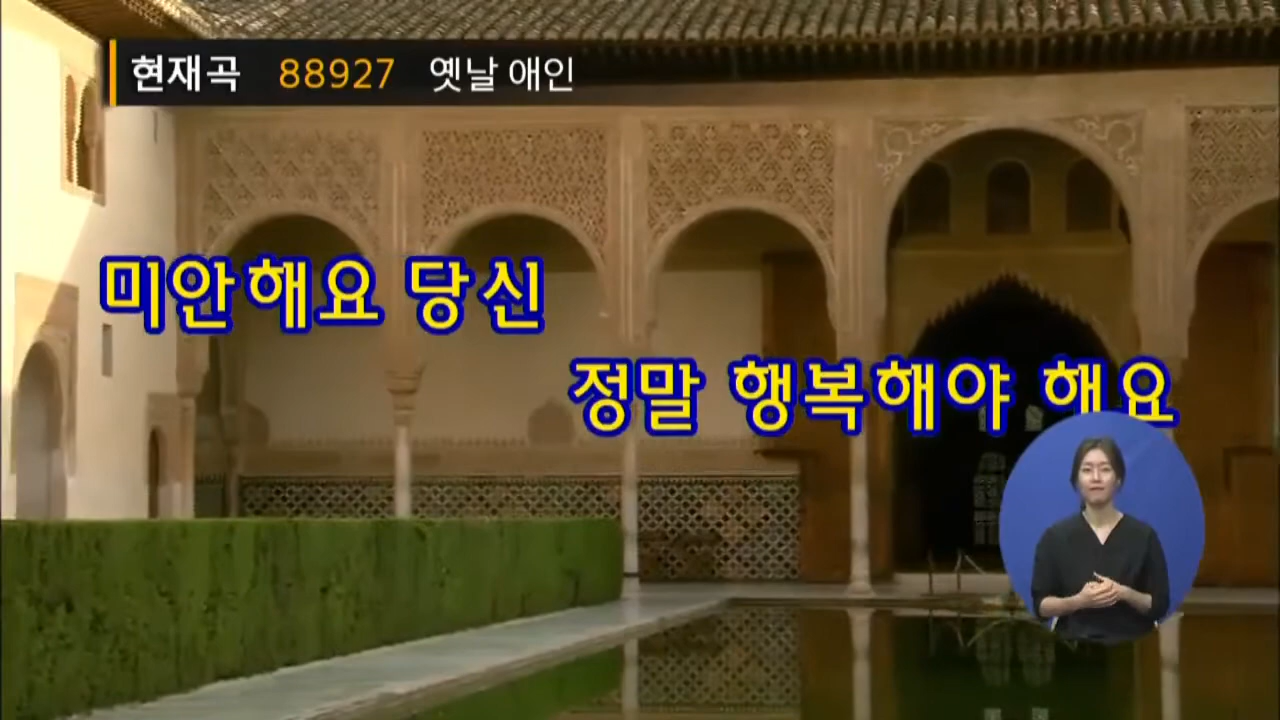 현재곡 88927 옛날 애인
미안해요 당신
정말 행복해야 해요